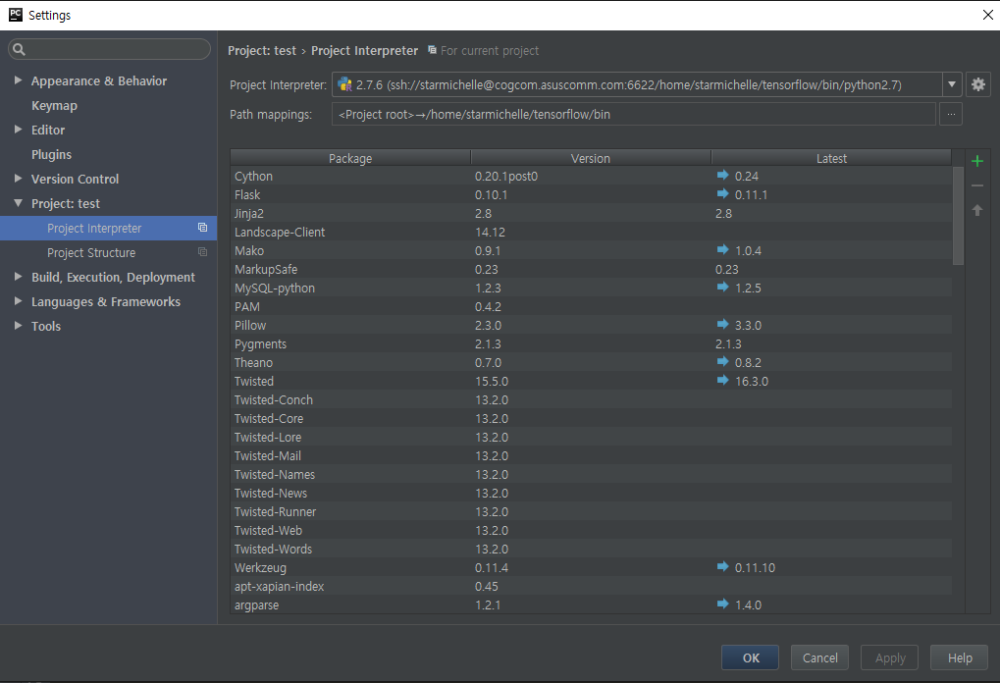 PC Settings
Appearance & Behavior
Keymap
Editor
Plugins
Version Control
Project: test
Project Interpreter
Project Structure
Build, Execution, Deployment
Languages & Frameworks
Tools
Project: test › Project Interpreter For current project
Project Interpreter: 2.7.6 (ssh://starmichelle@cogcom.asuscomm.com:6622/home/starmichelle/tensorflow/bin/python2.7)
Path mappings: <Project root>→/home/starmichelle/tensorflow/bin ...
Package Version Latest
Cython 0.20.1post0 0.24
Flask 0.10.1 0.11.1
Jinja2 2.8 2.8
Landscape-Client 14.12
Mako 0.9.1 1.0.4
MarkupSafe 0.23 0.23
MySQL-python 1.2.3 1.2.5
PAM 0.4.2
Pillow 2.3.0 3.3.0
Pygments 2.1.3 2.1.3
Theano 0.7.0 0.8.2
Twisted 15.5.0 16.3.0
Twisted-Conch 13.2.0
Twisted-Core 13.2.0
Twisted-Lore 13.2.0
Twisted-Mail 13.2.0
Twisted-Names 13.2.0
Twisted-News 13.2.0
Twisted-Runner 13.2.0
Twisted-Web 13.2.0
Twisted-Words 13.2.0
Werkzeug 0.11.4 0.11.10
apt-xapian-index 0.45
argparse 1.2.1 1.4.0
OK Cancel Apply Help